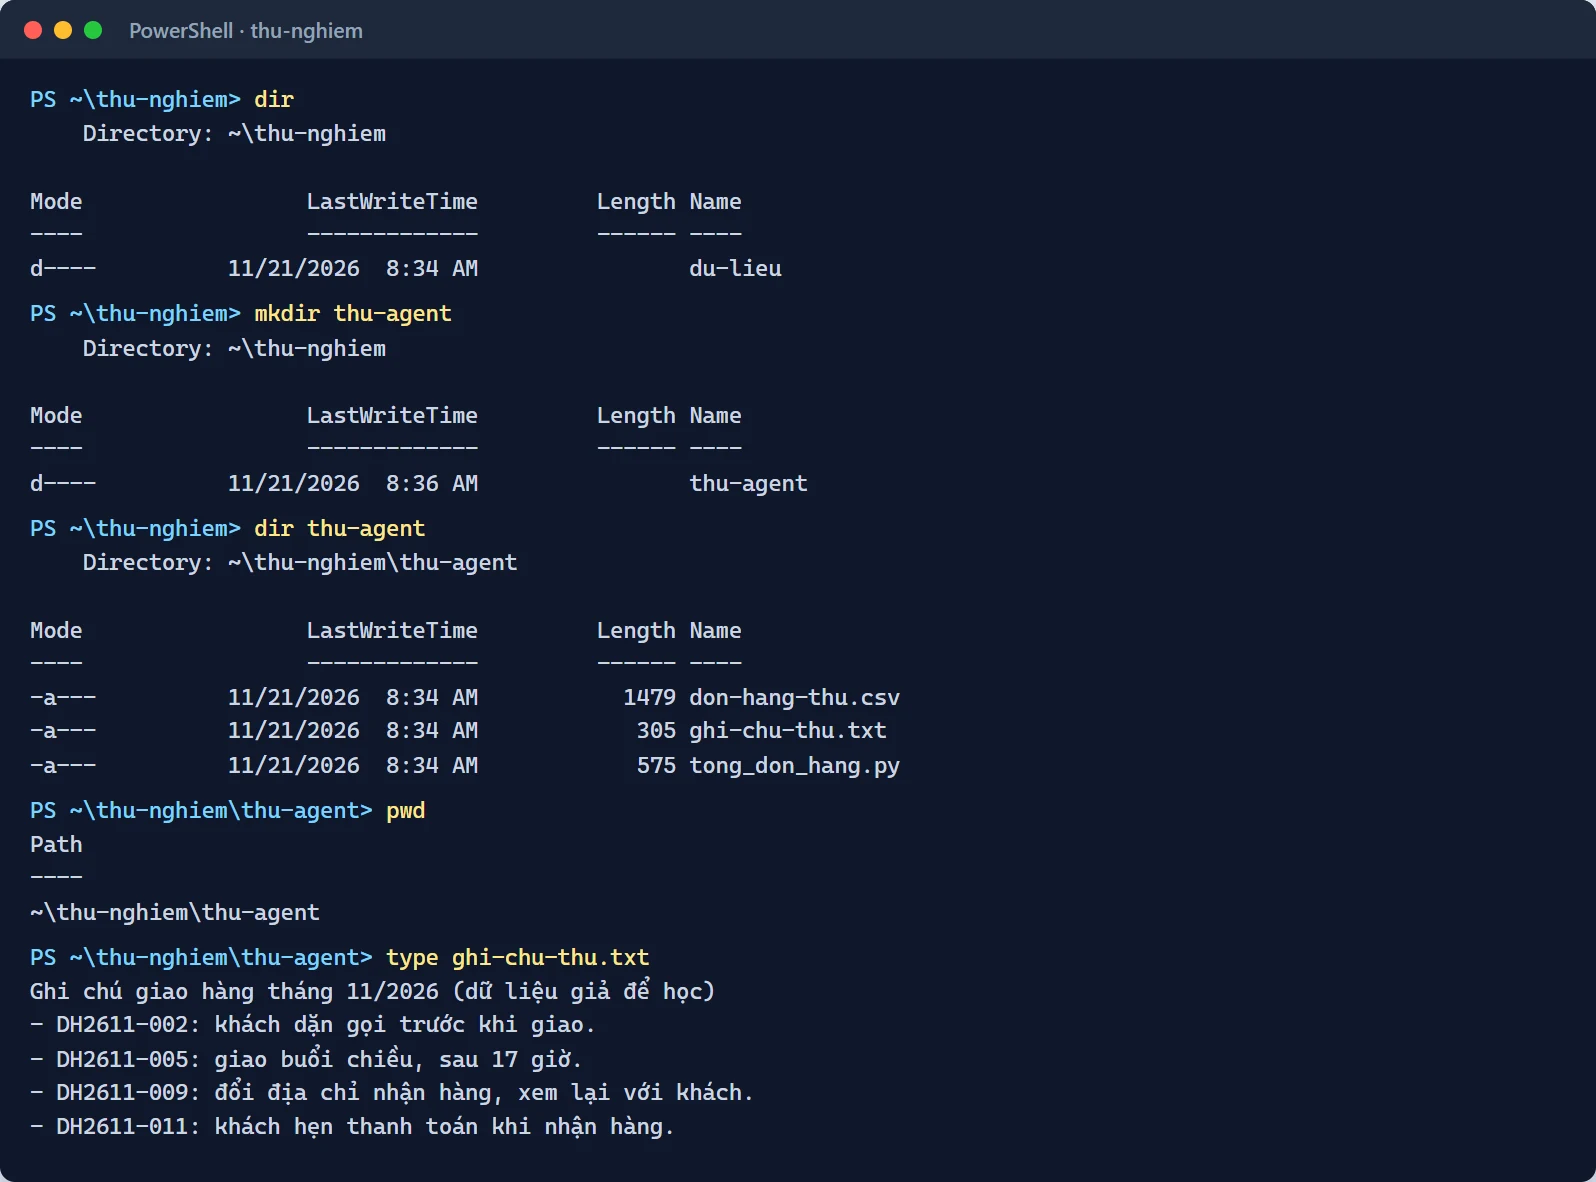 PowerShell · thu-nghiem
PS ~\thu-nghiem> dir
    Directory: ~\thu-nghiem
Mode                 LastWriteTime         Length Name
----                 -------------         ------ ----
d----          11/21/2026  8:34 AM                du-lieu
PS ~\thu-nghiem> mkdir thu-agent
    Directory: ~\thu-nghiem
Mode                 LastWriteTime         Length Name
----                 -------------         ------ ----
d----          11/21/2026  8:36 AM                thu-agent
PS ~\thu-nghiem> dir thu-agent
    Directory: ~\thu-nghiem\thu-agent
Mode                 LastWriteTime         Length Name
----                 -------------         ------ ----
-a---          11/21/2026  8:34 AM           1479 don-hang-thu.csv
-a---          11/21/2026  8:34 AM            305 ghi-chu-thu.txt
-a---          11/21/2026  8:34 AM            575 tong_don_hang.py
PS ~\thu-nghiem\thu-agent> pwd
Path
----
~\thu-nghiem\thu-agent
PS ~\thu-nghiem\thu-agent> type ghi-chu-thu.txt
Ghi chú giao hàng tháng 11/2026 (dữ liệu giả để học)
- DH2611-002: khách dặn gọi trước khi giao.
- DH2611-005: giao buổi chiều, sau 17 giờ.
- DH2611-009: đổi địa chỉ nhận hàng, xem lại với khách.
- DH2611-011: khách hẹn thanh toán khi nhận hàng.